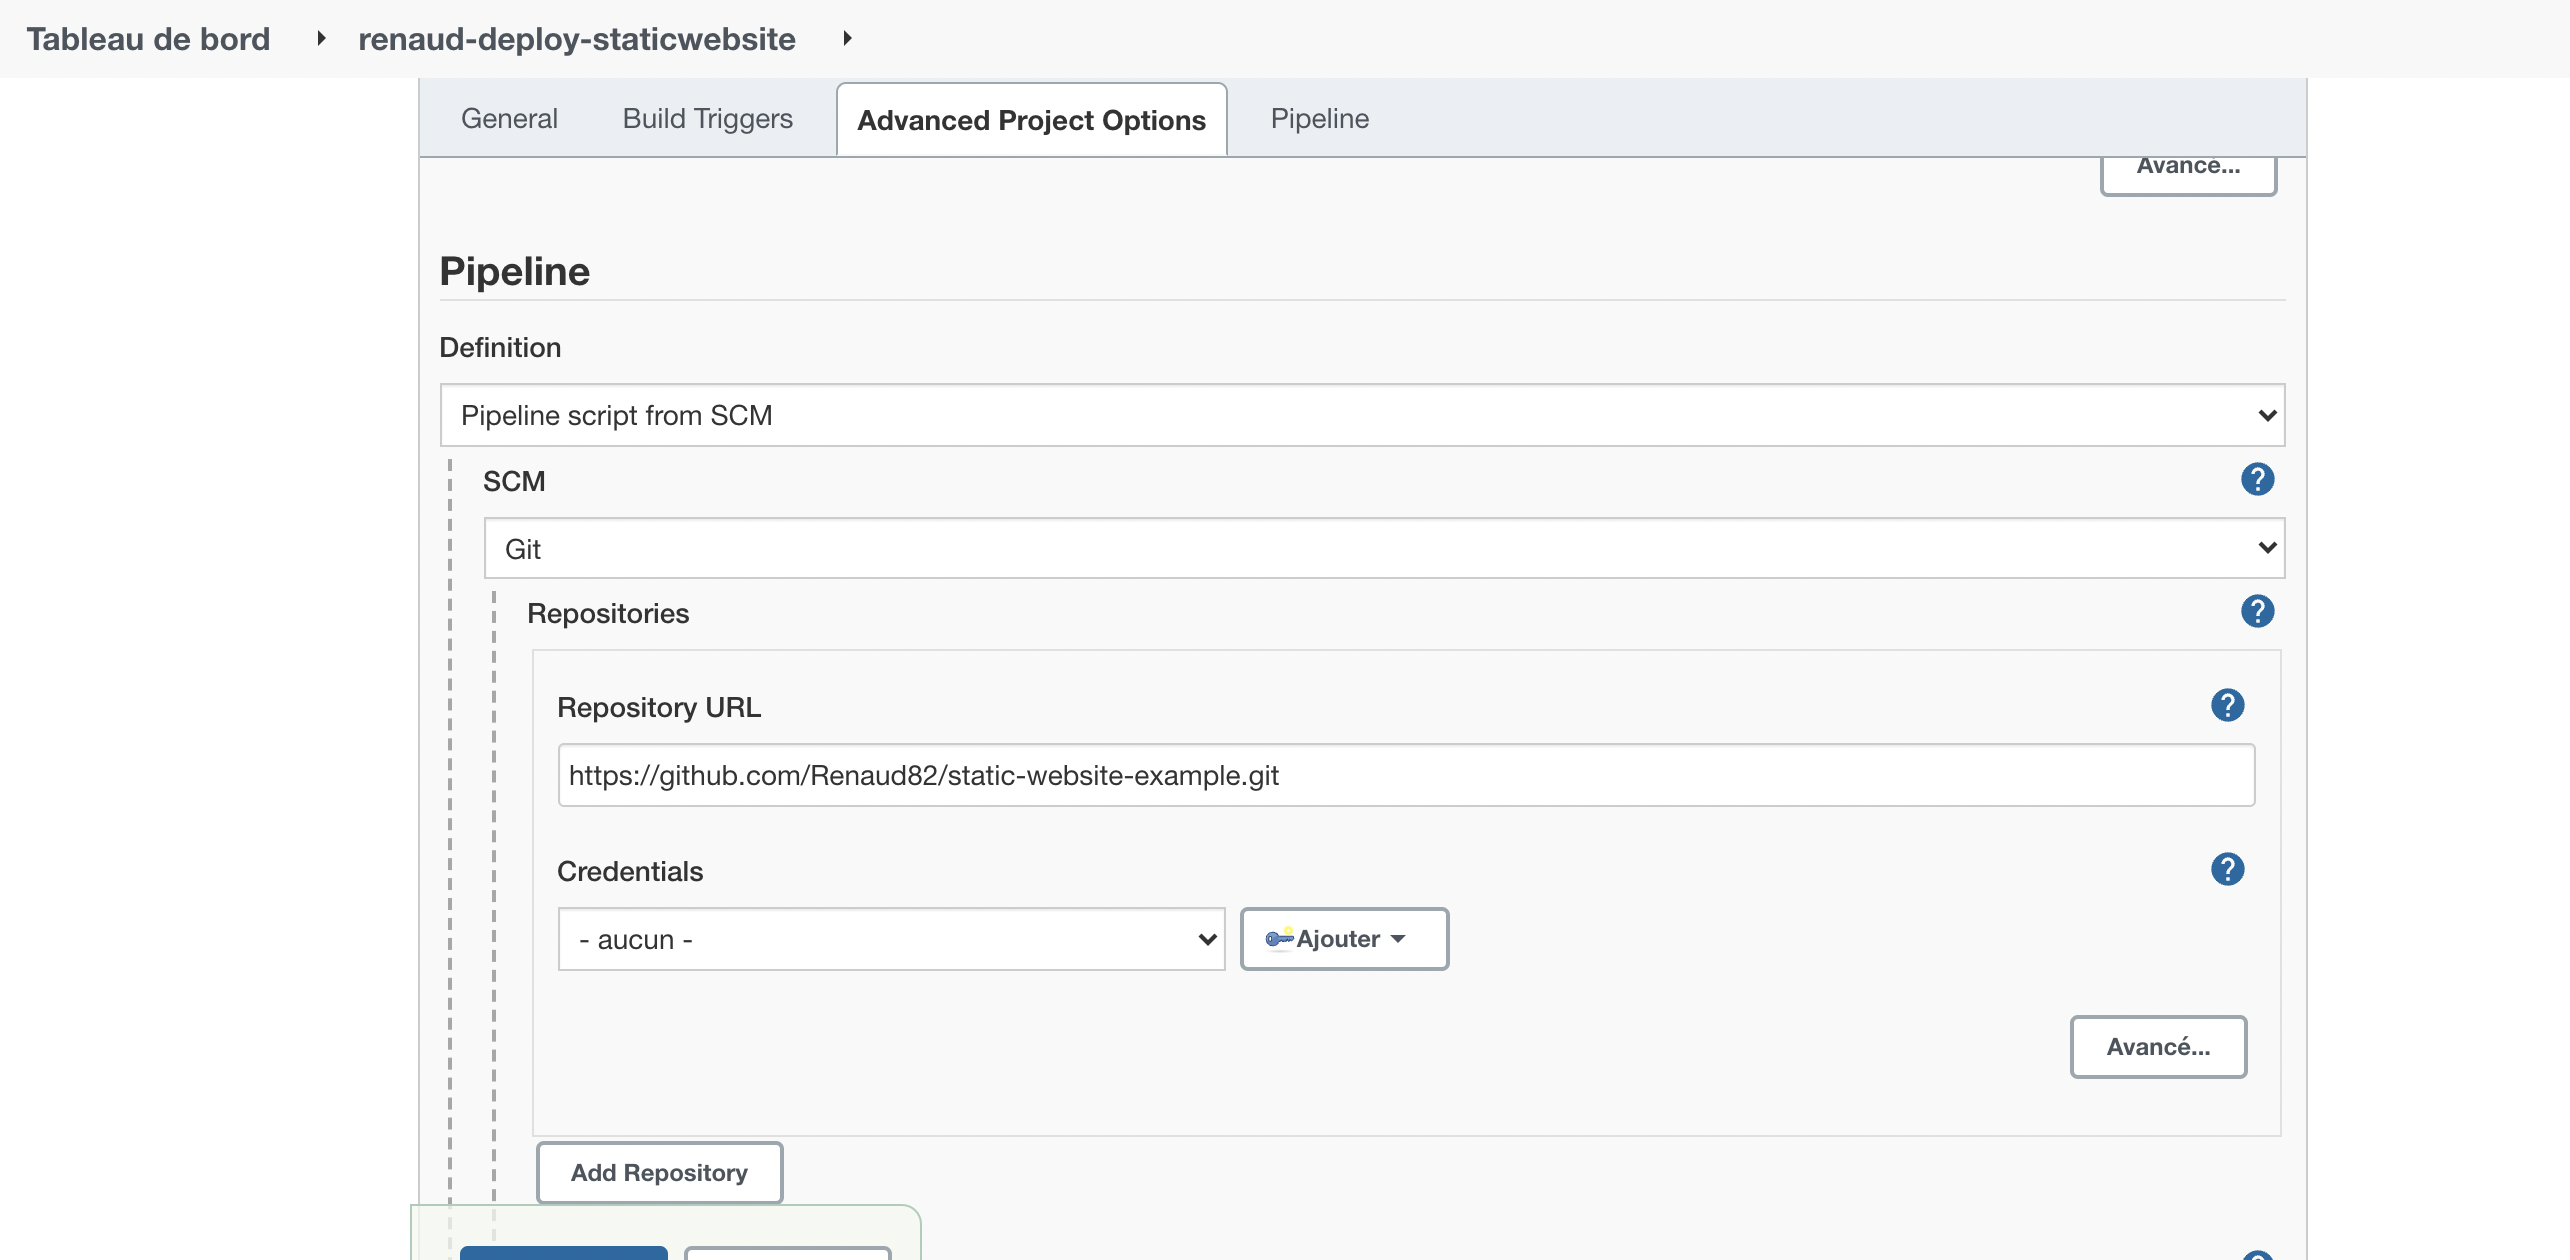 Tableau de bord renaud-deploy-staticwebsite
General Build Triggers Advanced Project Options Pipeline
Avancé...
Pipeline
Definition
Pipeline script from SCM
SCM
?
Git
Repositories
?
Repository URL
?
https://github.com/Renaud82/static-website-example.git
Credentials
?
- aucun -
Ajouter
Avancé...
Add Repository